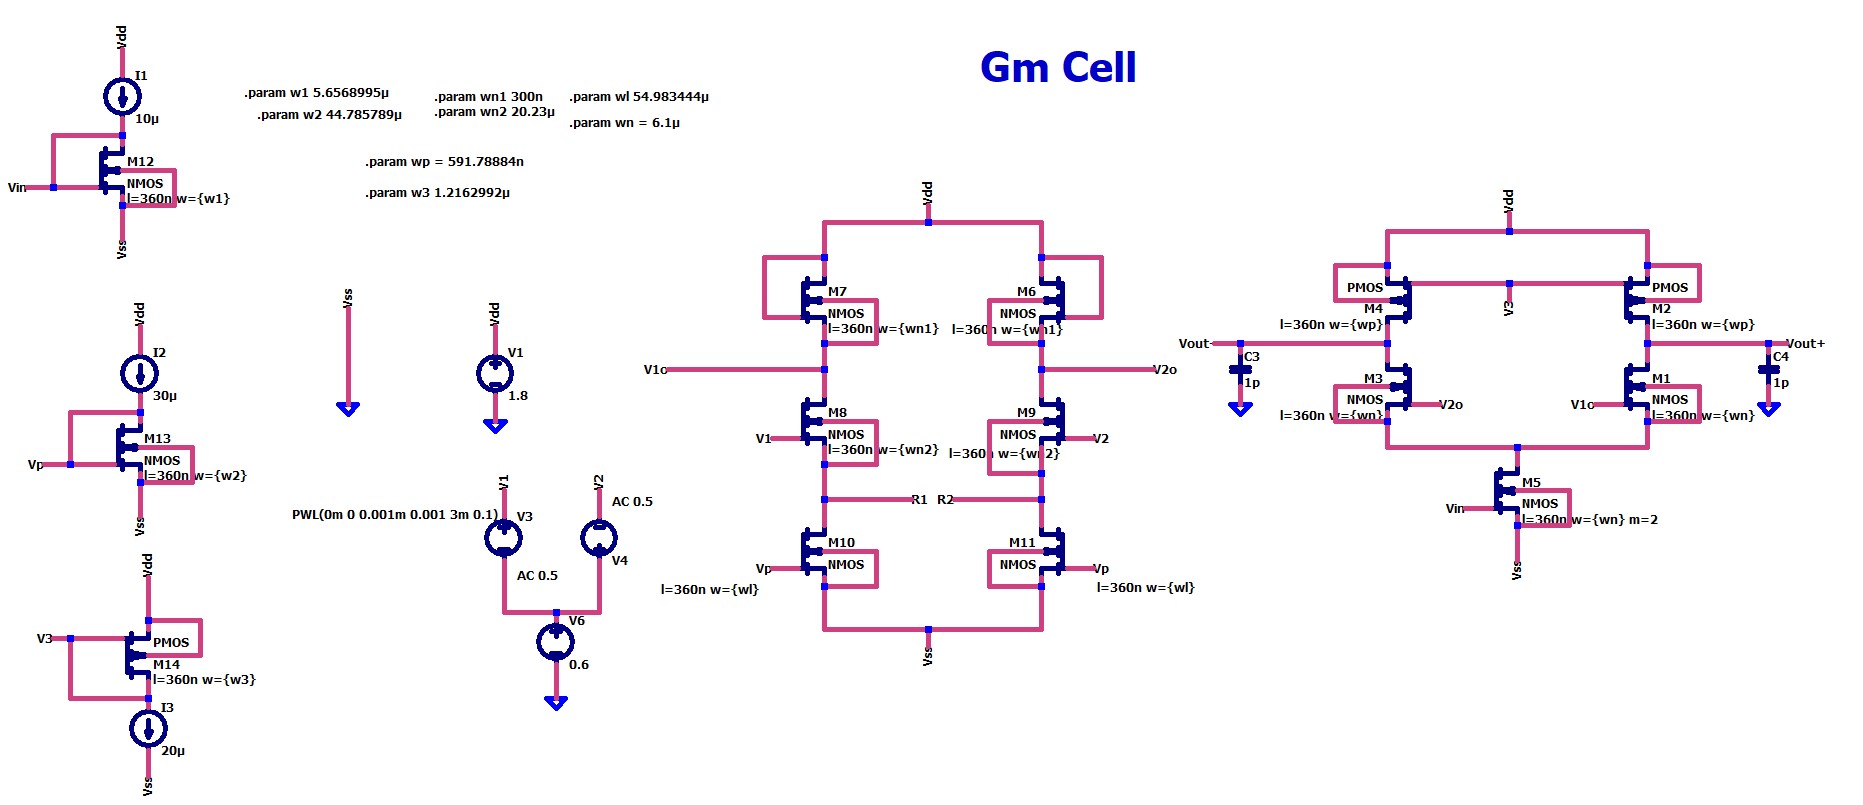 Gm Cell
Vdd
I1
10µ
M12
NMOS
l=360n w={w1}
Vin
Vss
.param w1 5.6568995µ
.param w2 44.785789µ
.param wn1 300n
.param wn2 20.23µ
.param wl 54.983444µ
.param wn = 6.1µ
.param wp = 591.78884n
.param w3 1.2162992µ
Vdd
I2
30µ
M13
NMOS
l=360n w={w2}
Vp
Vss
Vss
Vdd
V1
1.8
Vdd
V3
PMOS
M14
l=360n w={w3}
I3
20µ
Vss
V1
V2
AC 0.5
PWL(0m 0 0.001m 0.001 3m 0.1)
V3
V4
AC 0.5
V6
0.6
Vdd
M7
NMOS
l=360n w={wn1}
M6
NMOS
l=360n w={wn1}
V1o
V2o
M8
NMOS
l=360n w={wn2}
V1
M9
NMOS
V2
R1
R2
M10
NMOS
Vp
l=360n w={wl}
M11
NMOS
Vp
l=360n w={wl}
Vss
Vdd
PMOS
M4
l=360n w={wp}
V3
PMOS
M2
l=360n w={wp}
Vout-
Vout+
C3
1p
C4
1p
M3
NMOS
l=360n w={wn}
V2o
M1
NMOS
l=360n w={wn}
V1o
M5
NMOS
l=360n w={wn} m=2
Vin
Vss